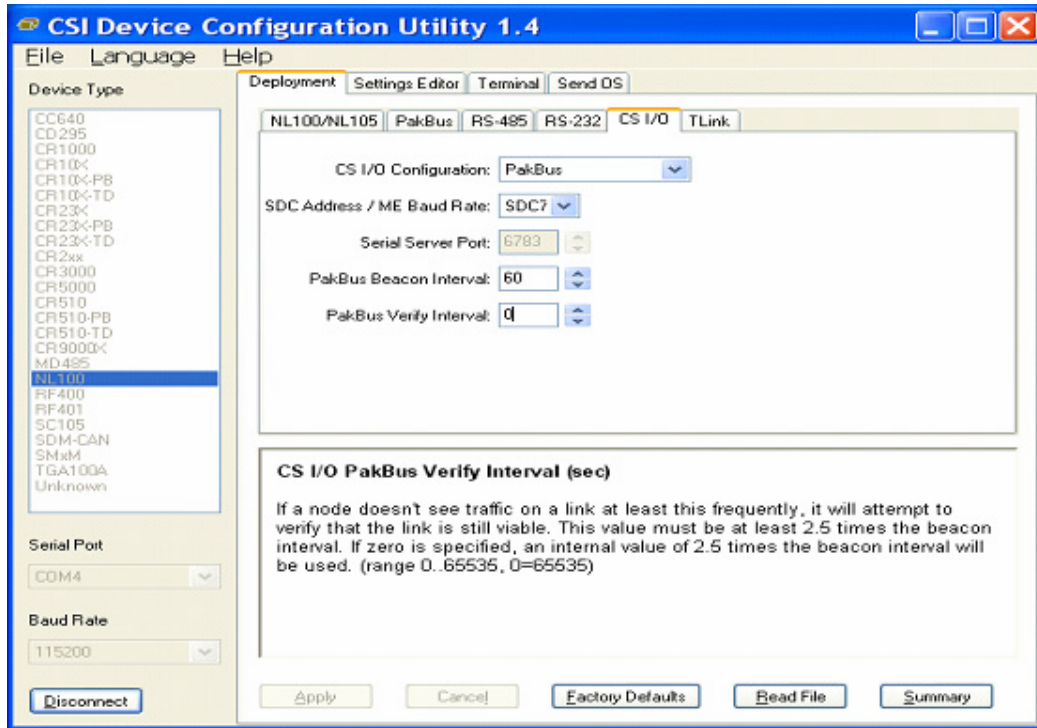 CSI Device Configuration Utility 1.4
File Language Help
Device Type
CC640
CD295
CR1000
CR10X
CR10X-PB
CR10X-TD
CR23X
CR23X-PB
CR23X-TD
CR2xx
CR3000
CR5000
CR510
CR510-PB
CR510-TD
CR9000X
MD485
NL100
RF400
RF401
SC105
SDM-CAN
SMxM
TGA100A
Unknown
Serial Port
COM4
Baud Rate
115200
Disconnect
Deployment Settings Editor Terminal Send OS
NL100/NL105 PakBus RS-485 RS-232 CS I/O TLink
CS I/O Configuration: PakBus
SDC Address / ME Baud Rate: SDC7
Serial Server Port: 6783
PakBus Beacon Interval: 60
PakBus Verify Interval: 0
CS I/O PakBus Verify Interval (sec)
If a node doesn't see traffic on a link at least this frequently, it will attempt to
verify that the link is still viable. This value must be at least 2.5 times the beacon
interval. If zero is specified, an internal value of 2.5 times the beacon interval will
be used. (range 0..65535, 0=65535)
Apply Cancel Factory Defaults Read File Summary